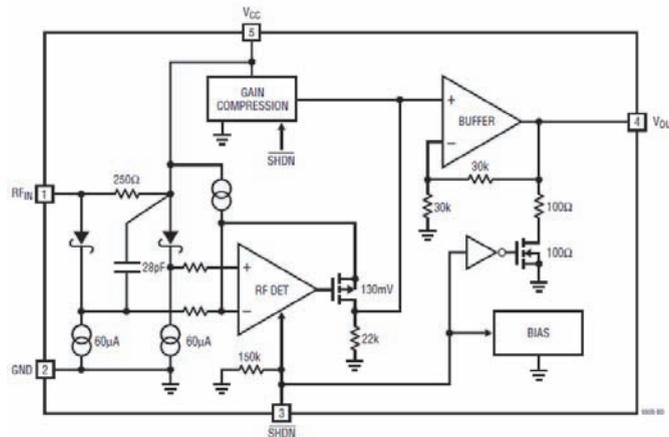 VCC
5
GAIN
COMPRESSION
SHDN
+
BUFFER
−
4
VOU
30k
30k
100Ω
100Ω
RFIN
1
250Ω
28pF
+
RF DET
−
130mV
22k
60µA
60µA
GND
2
150k
BIAS
3
SHDN